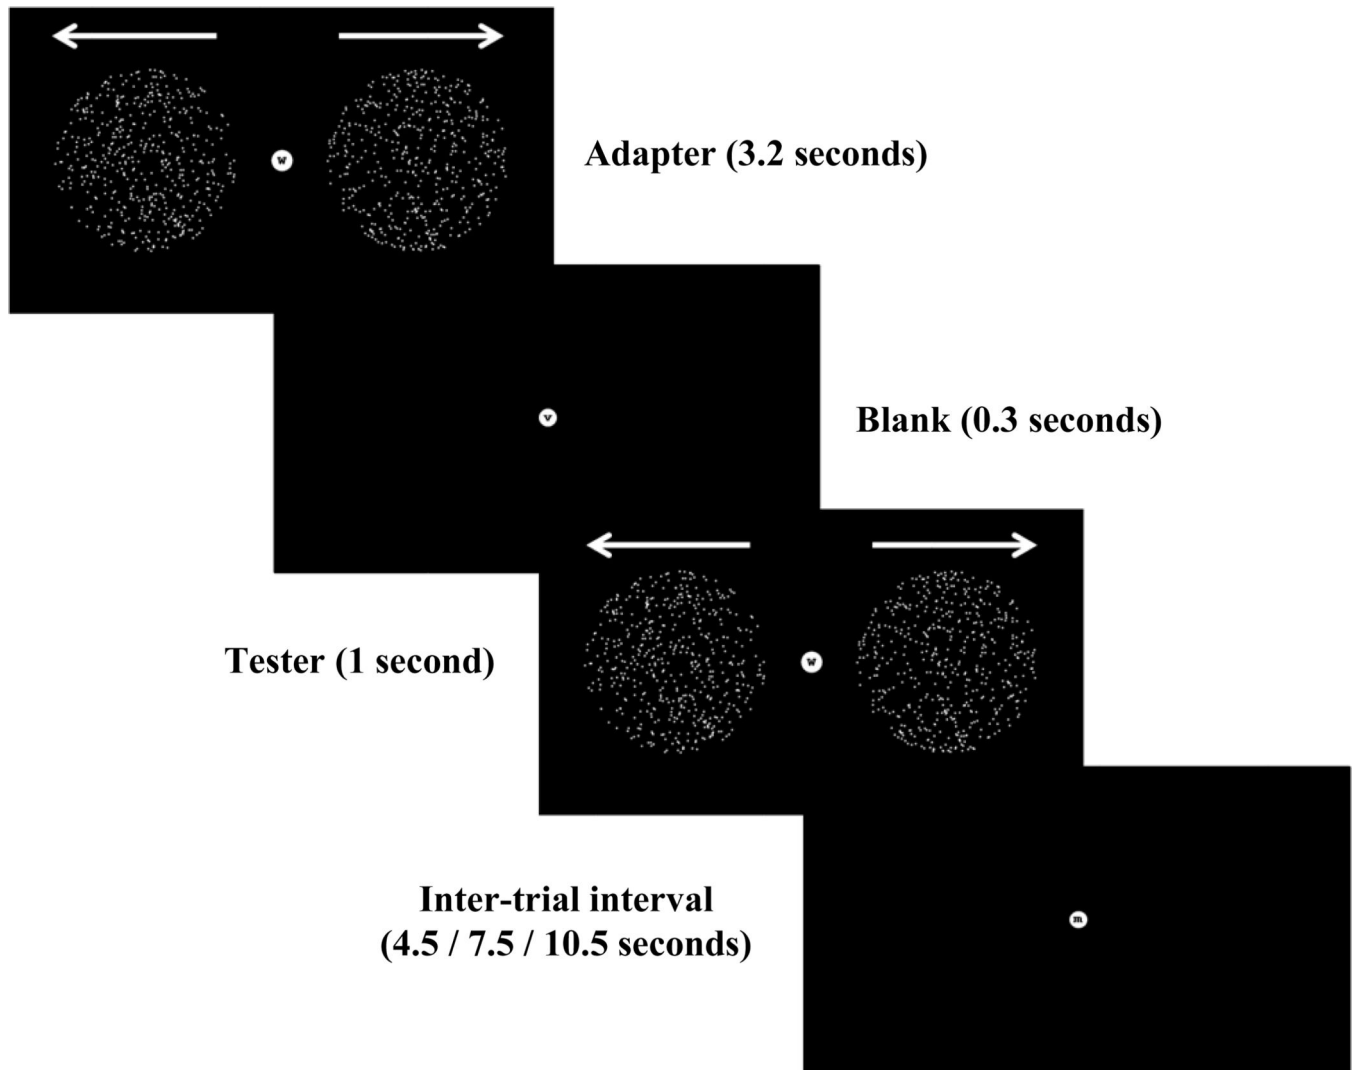 w
Adapter (3.2 seconds)
v
Blank (0.3 seconds)
Tester (1 second)
w
Inter-trial interval
(4.5 / 7.5 / 10.5 seconds)
m